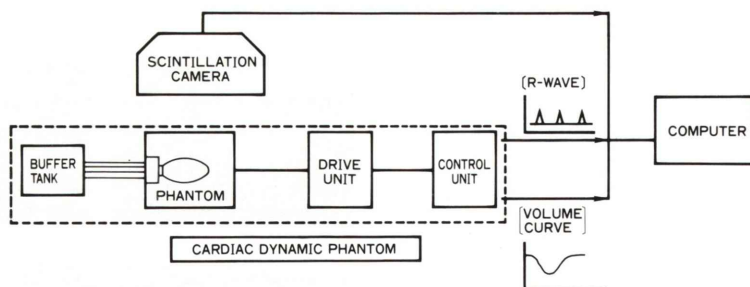 SCINTILLATION
CAMERA
[R-WAVE]
COMPUTER
BUFFER
TANK
PHANTOM
DRIVE
UNIT
CONTROL
UNIT
[VOLUME
CURVE]
CARDIAC DYNAMIC PHANTOM